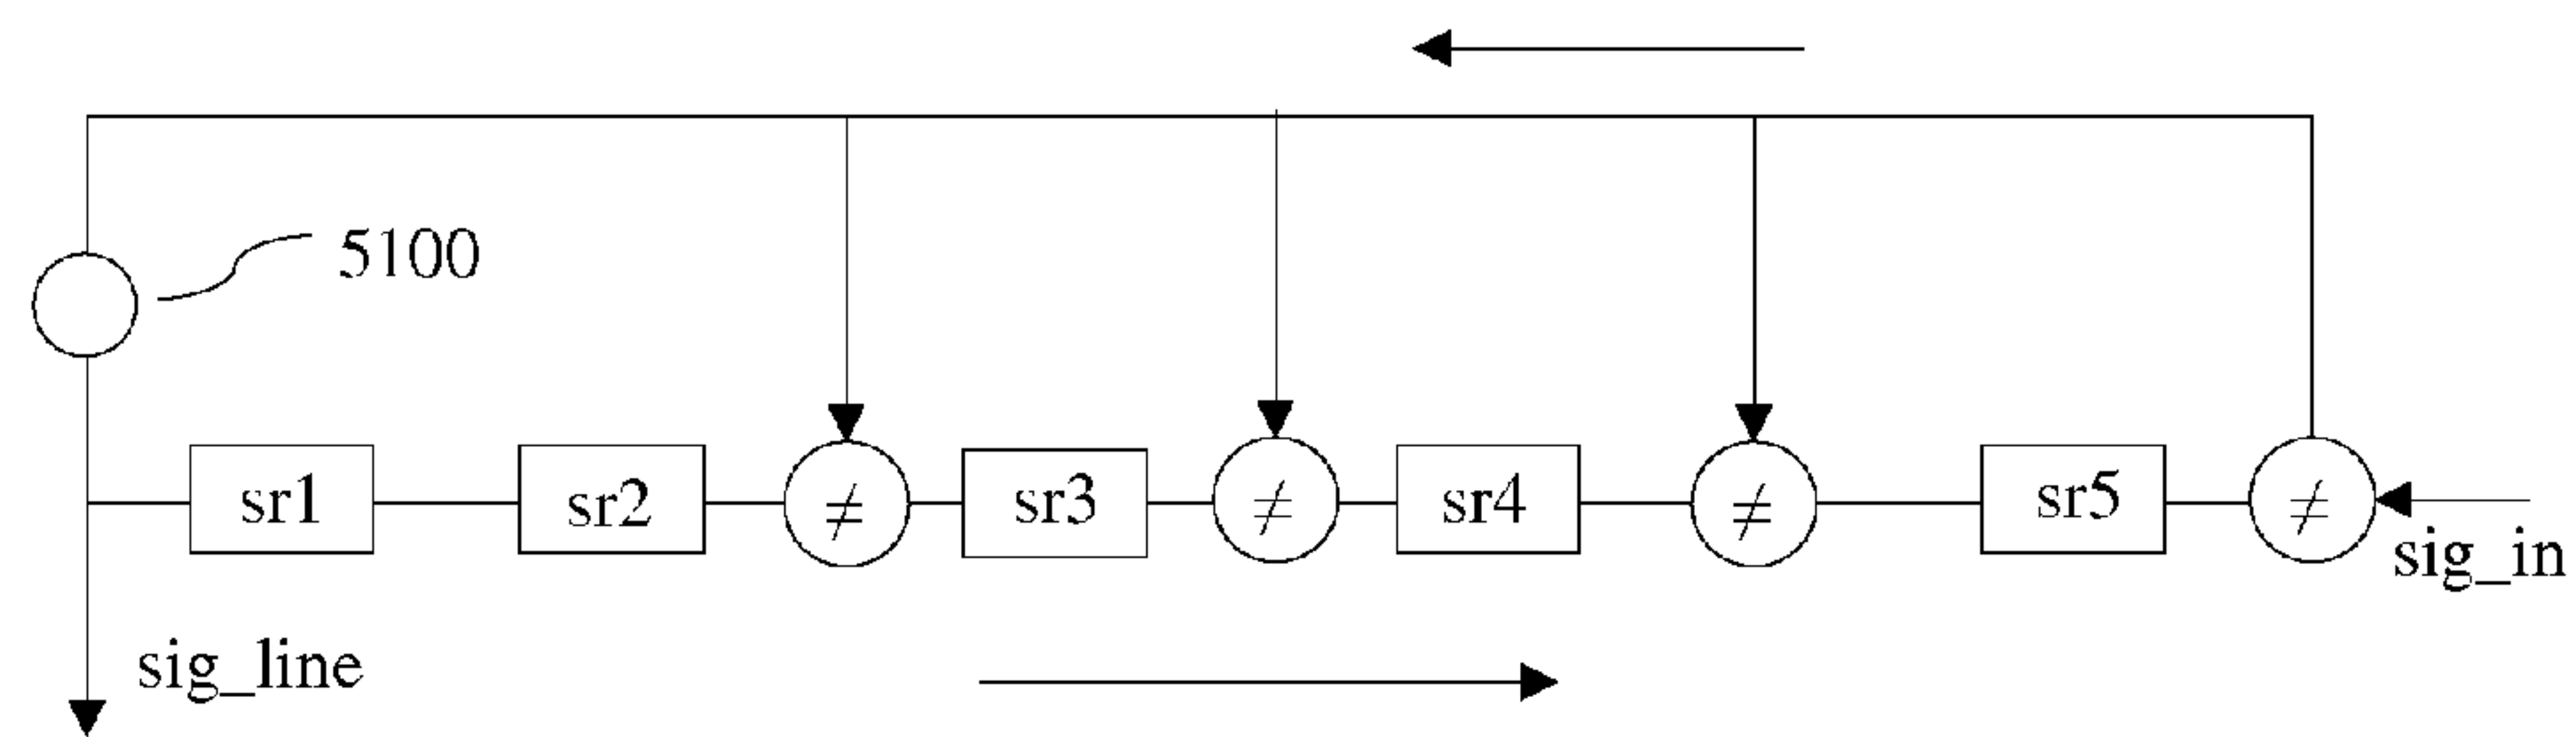 5100
sr1 sr2 ≠ sr3 ≠ sr4 ≠ sr5 ≠
sig_in
sig_line